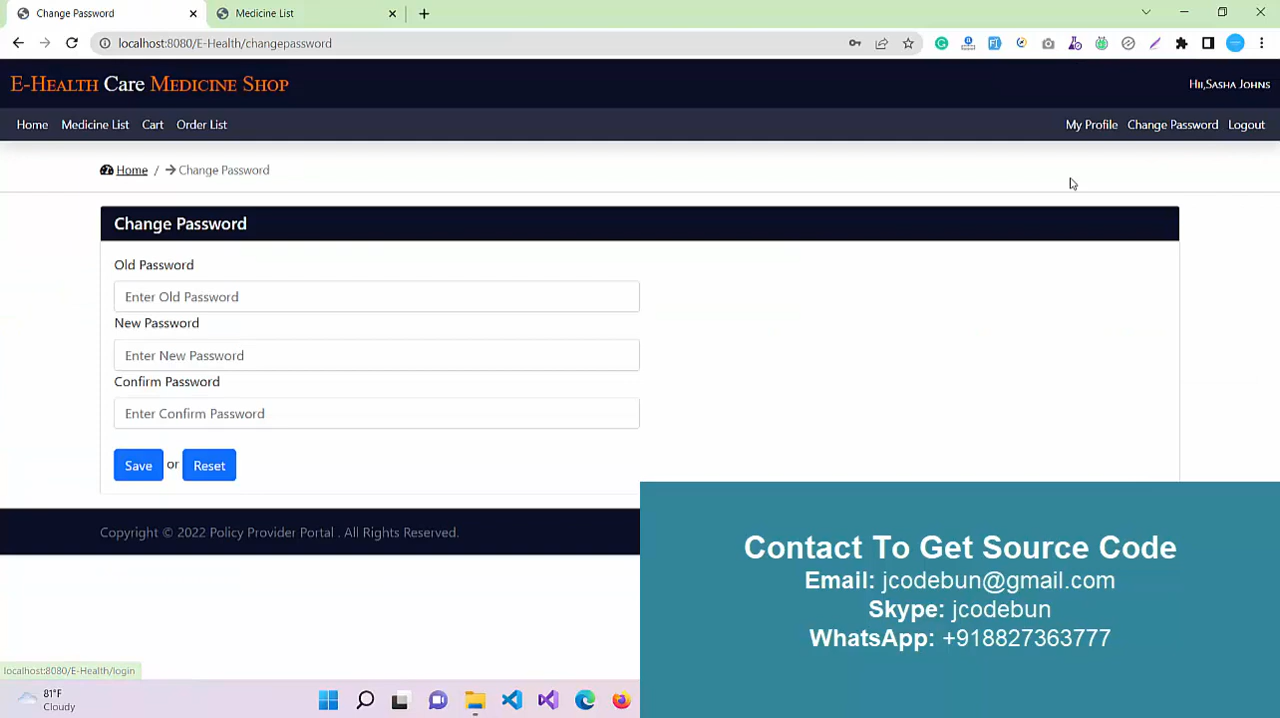 Change Password
Medicine List
localhost:8080/E-Health/changepassword
E-Health Care Medicine Shop
Hii,Sasha Johns
Home Medicine List Cart Order List
My Profile Change Password Logout
Home / Change Password
Change Password
Old Password
Enter Old Password
New Password
Enter New Password
Confirm Password
Enter Confirm Password
Save or Reset
Copyright © 2022 Policy Provider Portal . All Rights Reserved.
Contact To Get Source Code
Email: jcodebun@gmail.com
Skype: jcodebun
WhatsApp: +918827363777
localhost:8080/E-Health/login
81°F
Cloudy